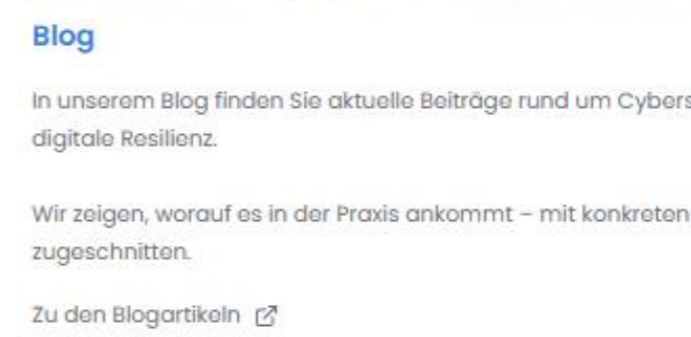 Blog
In unserem Blog finden Sie aktuelle Beiträge rund um Cybers
digitale Resilienz.
Wir zeigen, worauf es in der Praxis ankommt – mit konkreten
zugeschnitten.
Zu den Blogartikeln